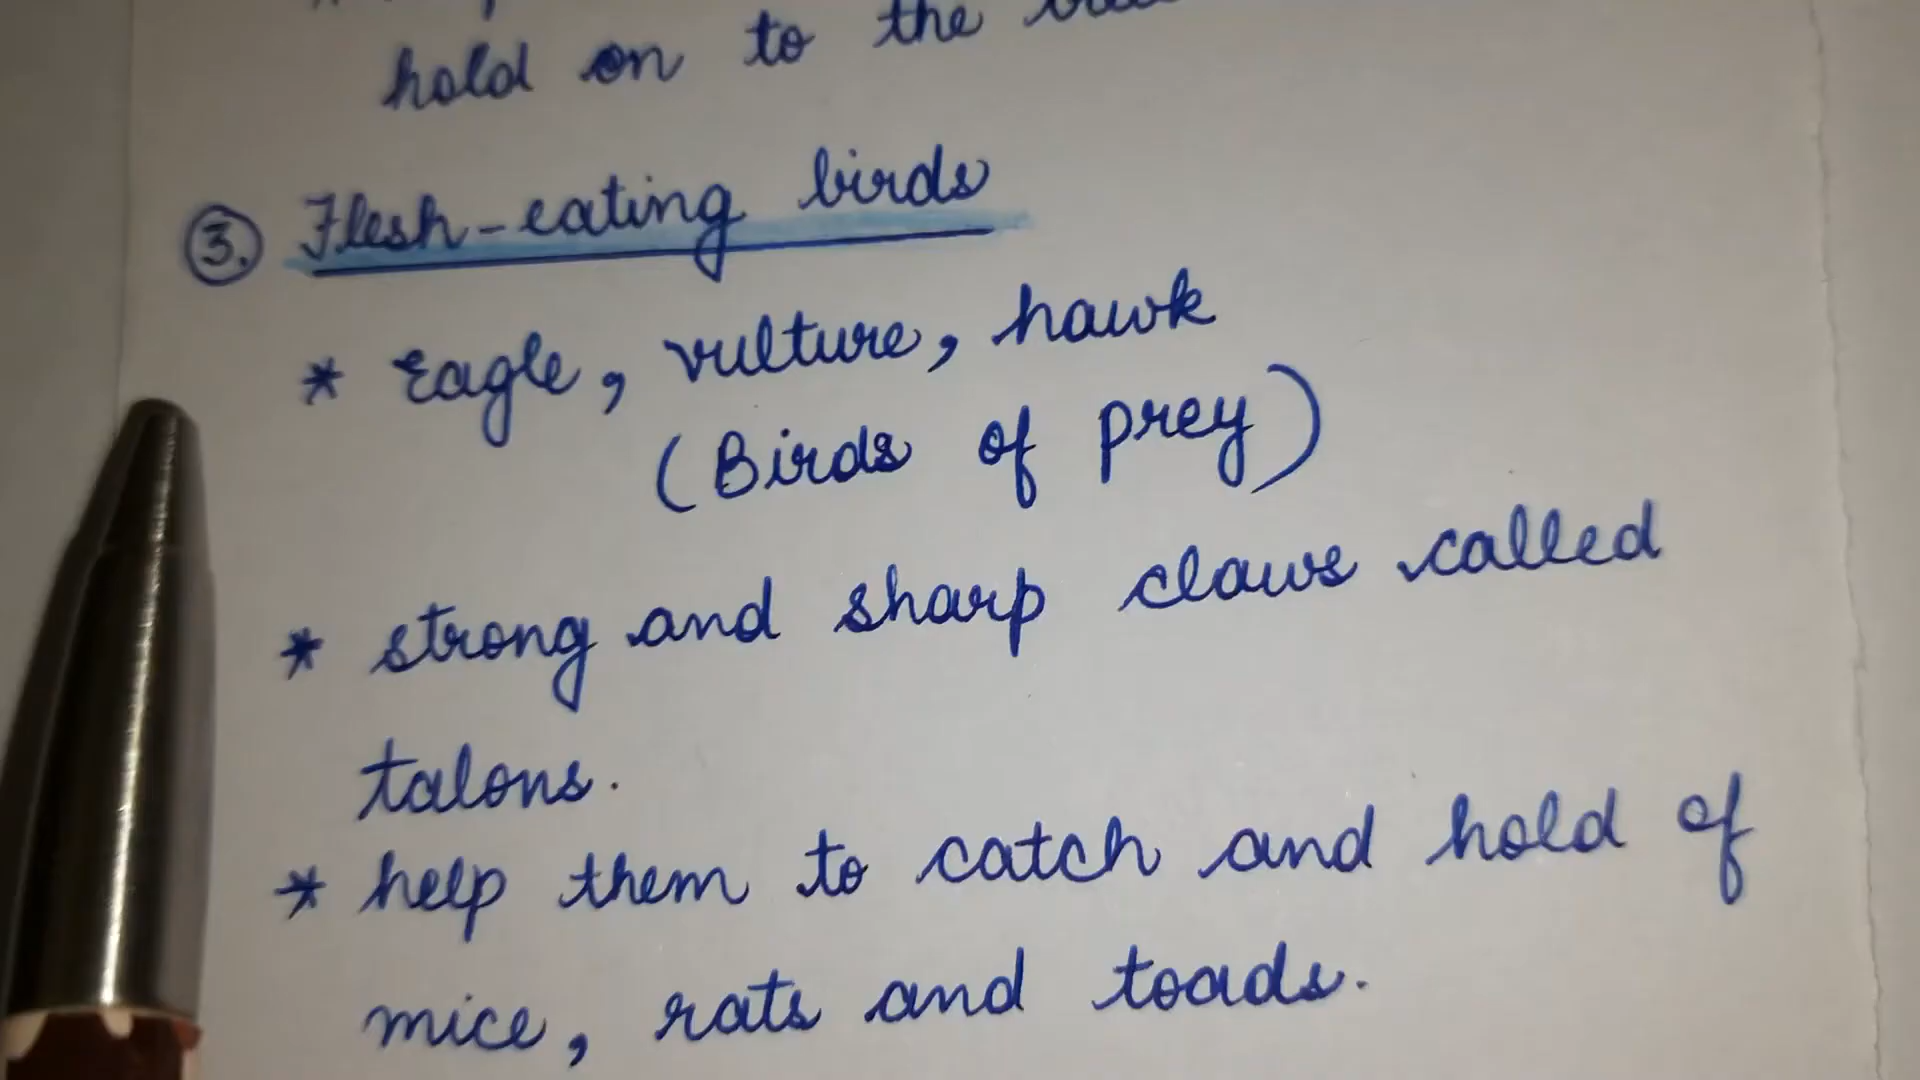 hold on to the
3. Flesh-eating birds
* Eagle, vulture, hawk
(Birds of prey)
* strong and sharp claws called
talons.
* help them to catch and hold of
mice, rats and toads.